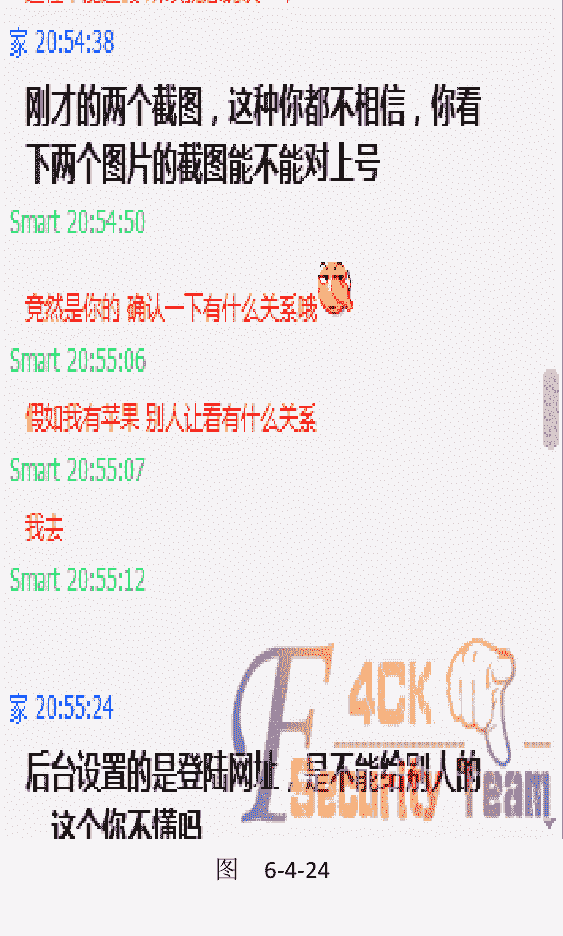 家 20:54:38
刚才的两个截图，这种你都不相信，你看
下两个图片的截图能不能对上号
Smart 20:54:50
竟然是你的 确认一下有什么关系哦
Smart 20:55:06
假如我有苹果 别人让看有什么关系
Smart 20:55:07
我去
Smart 20:55:12
家 20:55:24
后台设置的是登陆网址，是不能给别人的
这个你不懂吗
F4CK
Security Team
图 6-4-24